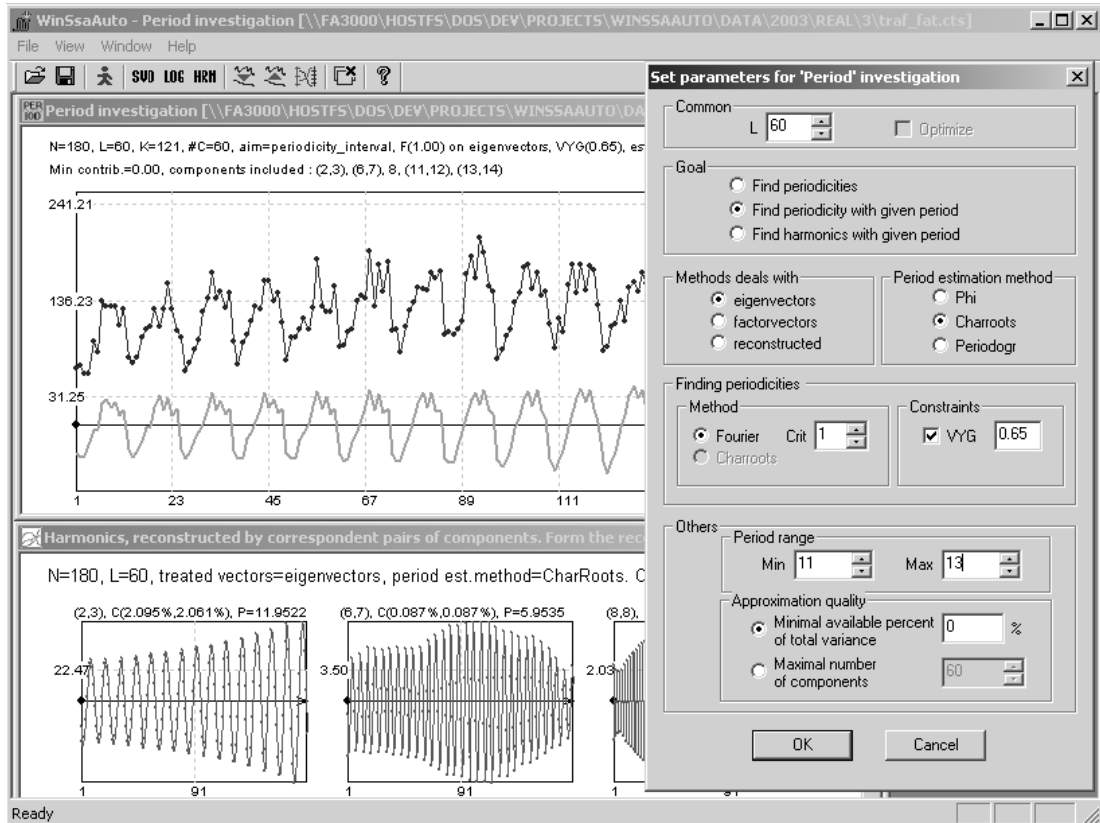 WinSsaAuto - Period investigation [\\FA3000\HOSTFS\DOS\DEV\PROJECTS\WINSSAAUTO\DATA\2003\REAL\3\traf_fat.cts]
File View Window Help
SVD LOG HRM
PERIOD Period investigation [\\FA3000\HOSTFS\DOS\DEV\PROJECTS\WINSSAAUTO\DA
N=180, L=60, K=121, #C=60, aim=periodicity_interval, F(1.00) on eigenvectors, VYG(0.65), es
Min contrib.=0.00, components included : (2,3), (6,7), 8, (11,12), (13,14)
241.21
136.23
31.25
1 23 45 67 89 111
Harmonics, reconstructed by correspondent pairs of components. Form the reco
N=180, L=60, treated vectors=eigenvectors, period est.method=CharRoots. C
(2,3), C(2.095%,2.061%), P=11.9522 (6,7), C(0.087%,0.087%), P=5.9535 (8,8),
22.47 3.50 2.03
1 91 1 91 1 91
Ready
Set parameters for 'Period' investigation
Common
L 60 Optimize
Goal
Find periodicities
Find periodicity with given period
Find harmonics with given period
Methods deals with
eigenvectors
factorvectors
reconstructed
Period estimation method
Phi
Charroots
Periodogr
Finding periodicities
Method
Fourier Crit 1
Charroots
Constraints
VYG 0.65
Others
Period range
Min 11 Max 13
Approximation quality
Minimal available percent
of total variance 0 %
Maximal number
of components 60
OK Cancel